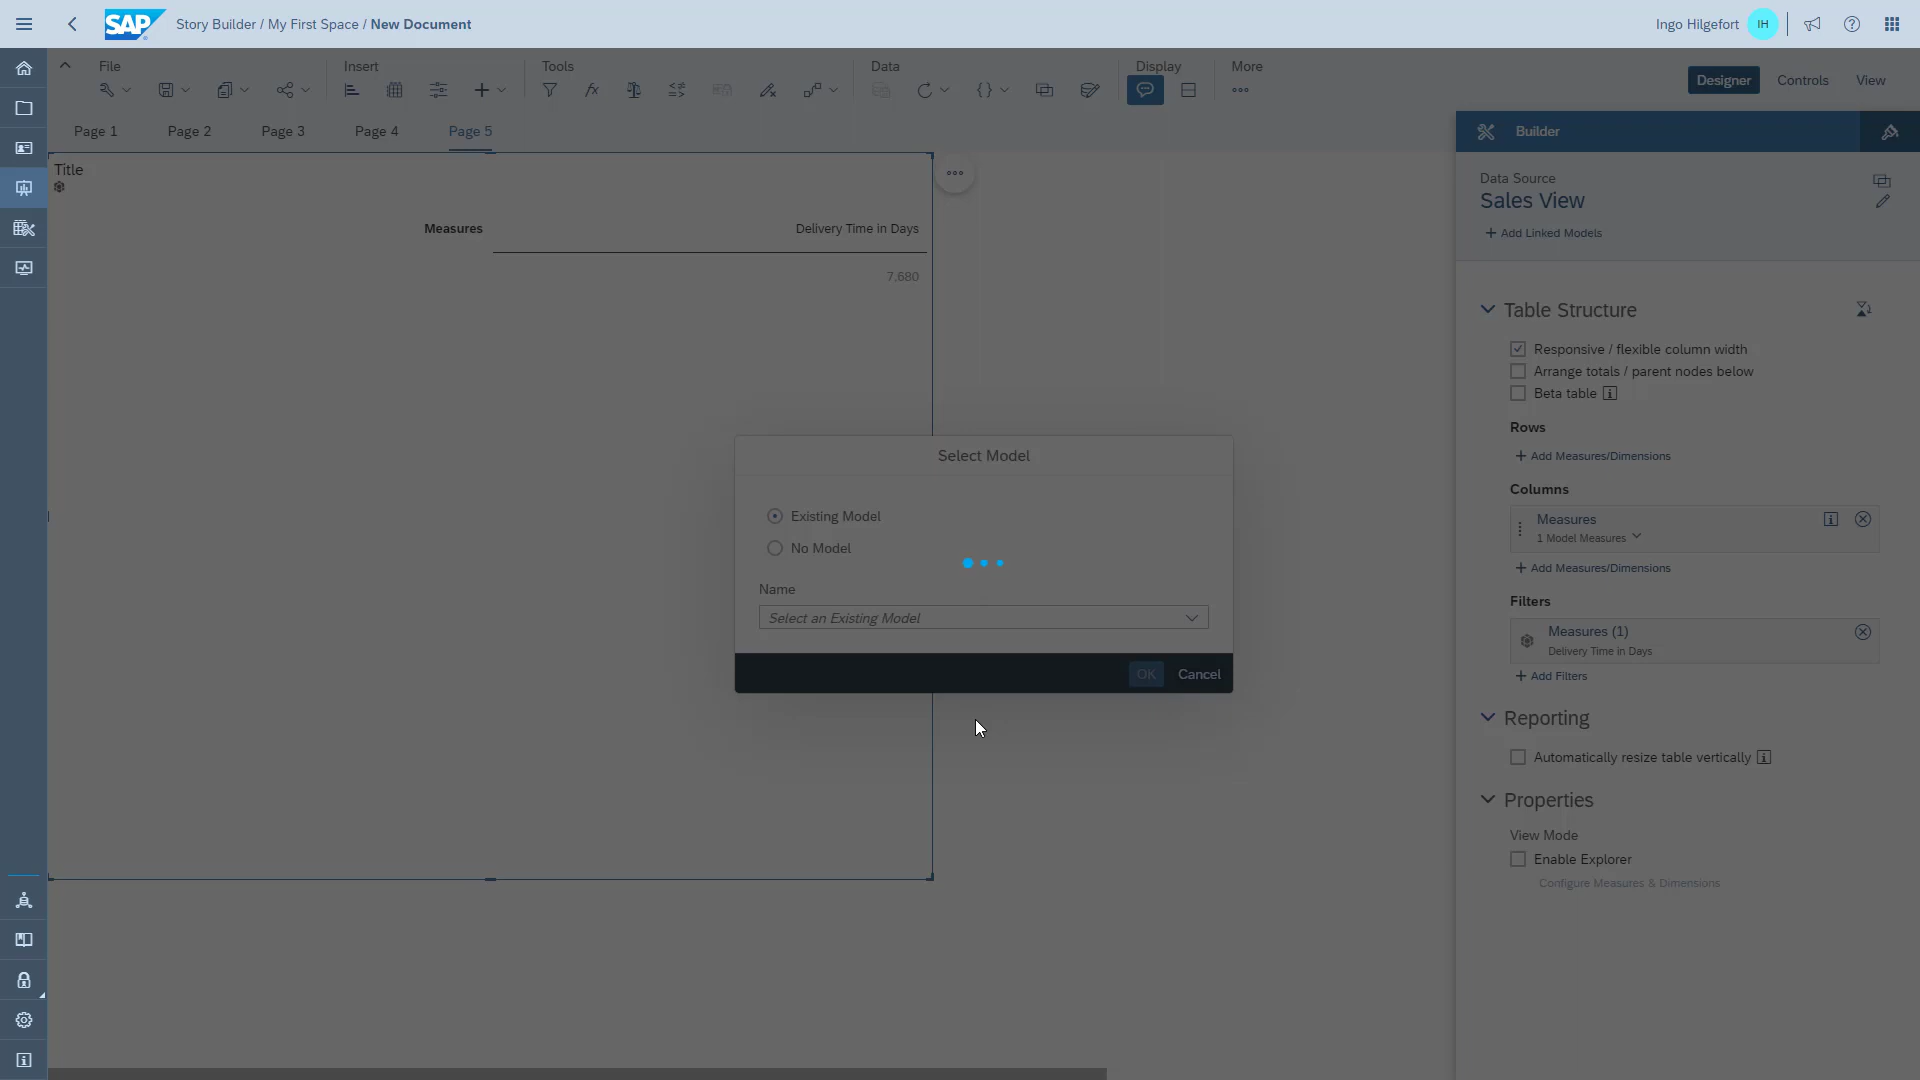 SAP
Story Builder / My First Space / New Document
Ingo Hilgefort
IH
File
Insert
Tools
Data
Display
More
Designer
Controls
View
Page 1
Page 2
Page 3
Page 4
Page 5
Builder
Title
Measures
Delivery Time in Days
7,680
Data Source
Sales View
+ Add Linked Models
Table Structure
Responsive / flexible column width
Arrange totals / parent nodes below
Beta table
Rows
+ Add Measures/Dimensions
Columns
Measures
1 Model Measures
+ Add Measures/Dimensions
Filters
Measures (1)
Delivery Time in Days
+ Add Filters
Reporting
Automatically resize table vertically
Properties
View Mode
Enable Explorer
Configure Measures & Dimensions
Select Model
Existing Model
No Model
Name
Select an Existing Model
OK
Cancel